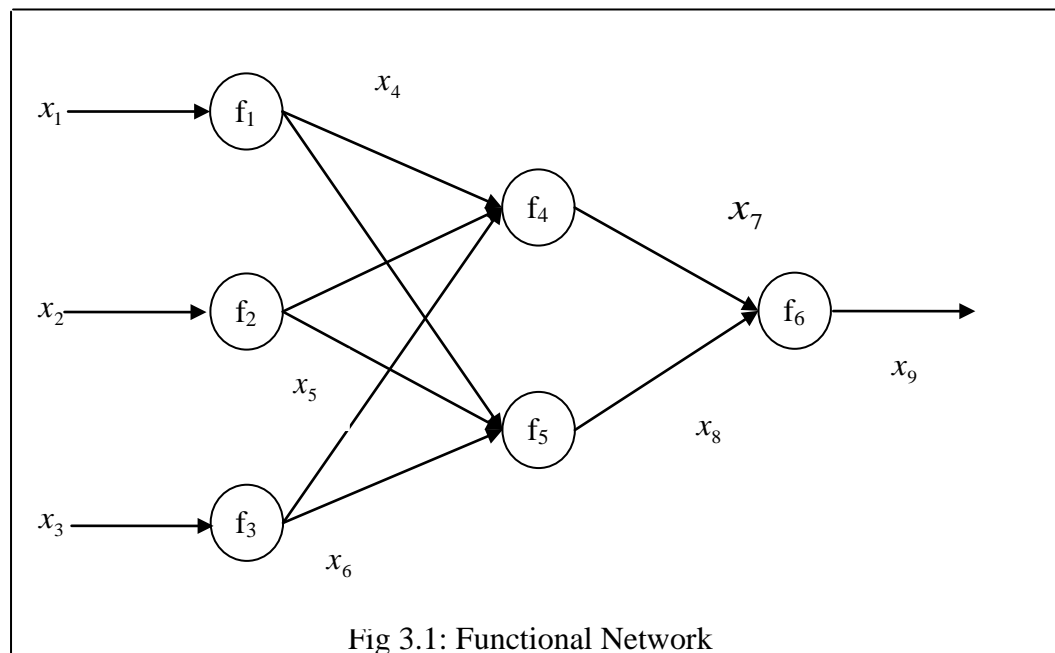 x₄
x₁
f₁
f₄
x₇
x₂
f₂
f₆
x₅
x₉
f₅
x₈
x₃
f₃
x₆
Fig 3.1: Functional Network